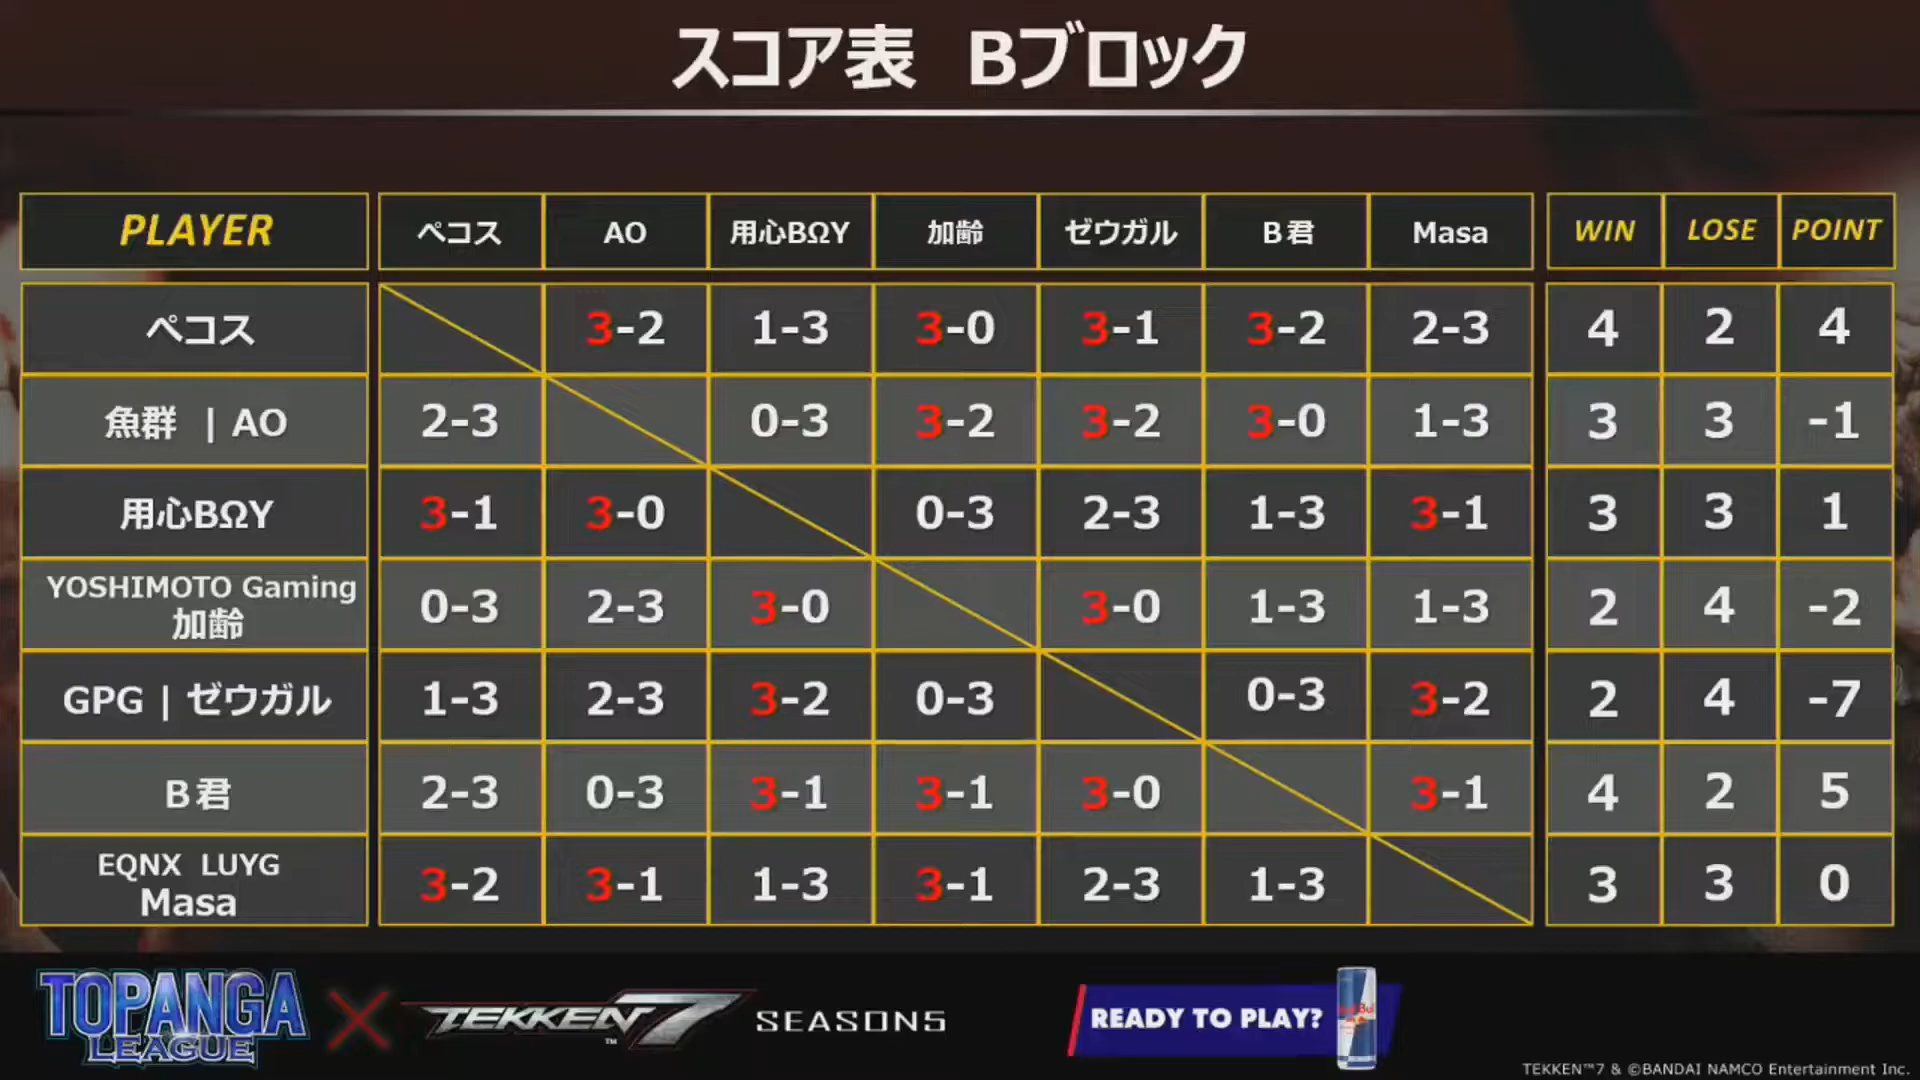 スコア表 Bブロック
PLAYER ペコス AO 用心BΩY 加齢 ゼウガル B君 Masa WIN LOSE POINT
ペコス 3-2 1-3 3-0 3-1 3-2 2-3 4 2 4
魚群 | AO 2-3 0-3 3-2 3-2 3-0 1-3 3 3 -1
用心BΩY 3-1 3-0 0-3 2-3 1-3 3-1 3 3 1
YOSHIMOTO Gaming
加齢 0-3 2-3 3-0 3-0 1-3 1-3 2 4 -2
GPG | ゼウガル 1-3 2-3 3-2 0-3 0-3 3-2 2 4 -7
B君 2-3 0-3 3-1 3-1 3-0 3-1 4 2 5
EQNX LUYG
Masa 3-2 3-1 1-3 3-1 2-3 1-3 3 3 0
TOPANGA
LEAGUE
TEKKEN 7 ™ SEASON5
READY TO PLAY?
Red Bull
TEKKEN™7 & ©BANDAI NAMCO Entertainment Inc.